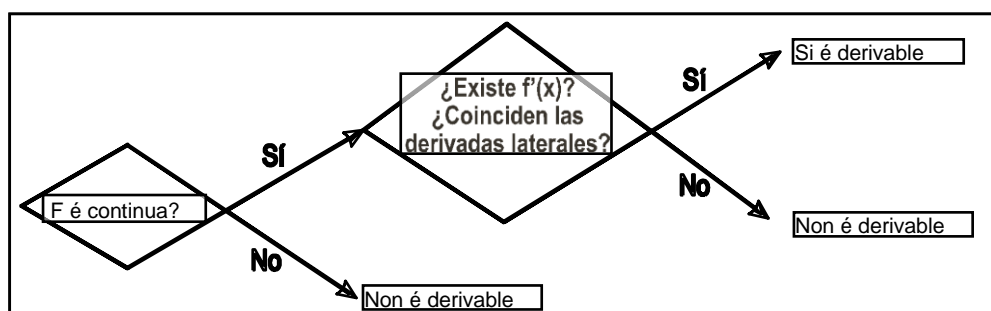 Si é derivable
¿Existe f'(x)?
¿Coinciden las
derivadas laterales?
Sí
Sí
No
F é continua?
Non é derivable
No
Non é derivable